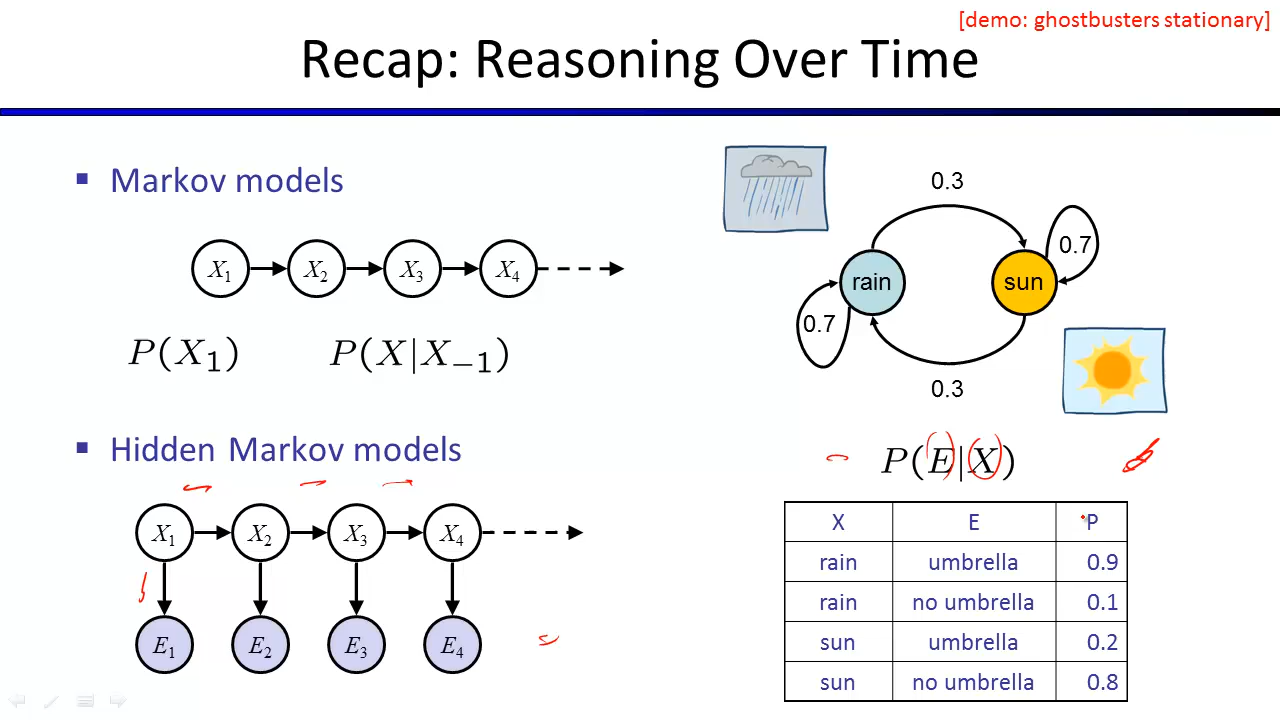 [demo: ghostbusters stationary]
Recap: Reasoning Over Time
Markov models
X₁ X₂ X₃ X₄
P(X₁) P(X|X₋₁)
0.3
0.7
rain sun
0.7
0.3
Hidden Markov models
X₁ X₂ X₃ X₄
E₁ E₂ E₃ E₄
P(E|X)
X E P
rain umbrella 0.9
rain no umbrella 0.1
sun umbrella 0.2
sun no umbrella 0.8